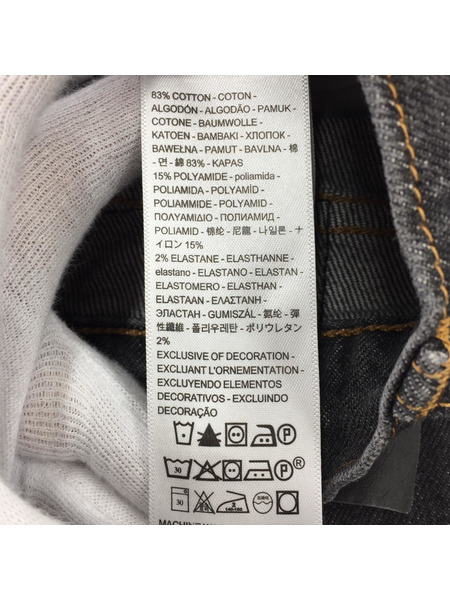 83% COTTON - COTON -
ALGODÓN - ALGODÃO - PAMUK -
COTONE - BAUMWOLLE -
KATOEN - BAMBAKI - ХЛОПОК -
BAWEŁNA - PAMUT - BAVLNA - 棉
- 면 - 綿 83% - KAPAS
15% POLYAMIDE - poliamida -
POLIAMIDA - POLYAMİD -
POLIAMMIDE - POLYAMID -
ΠΟΛΥΑΜΙΔΙΟ - ПОЛИАМИД -
POLIAMID - 锦纶 - 尼龍 - 나일론 - ナ
イロン 15%
2% ELASTANE - ELASTHANNE -
elastano - ELASTANO - ELASTAN -
ELASTOMERO - ELASTHAN -
ELASTAAN - ΕΛΑΣΤΑΝΗ -
ЭЛАСТАН - GUMISZÁL - 氨纶 - 彈
性纖維 - 폴리우레탄 - ポリウレタン
2%
EXCLUSIVE OF DECORATION -
EXCLUANT L'ORNEMENTATION -
EXCLUYENDO ELEMENTOS
DECORATIVOS - EXCLUINDO
DECORAÇÃO
P
30 P ®
30